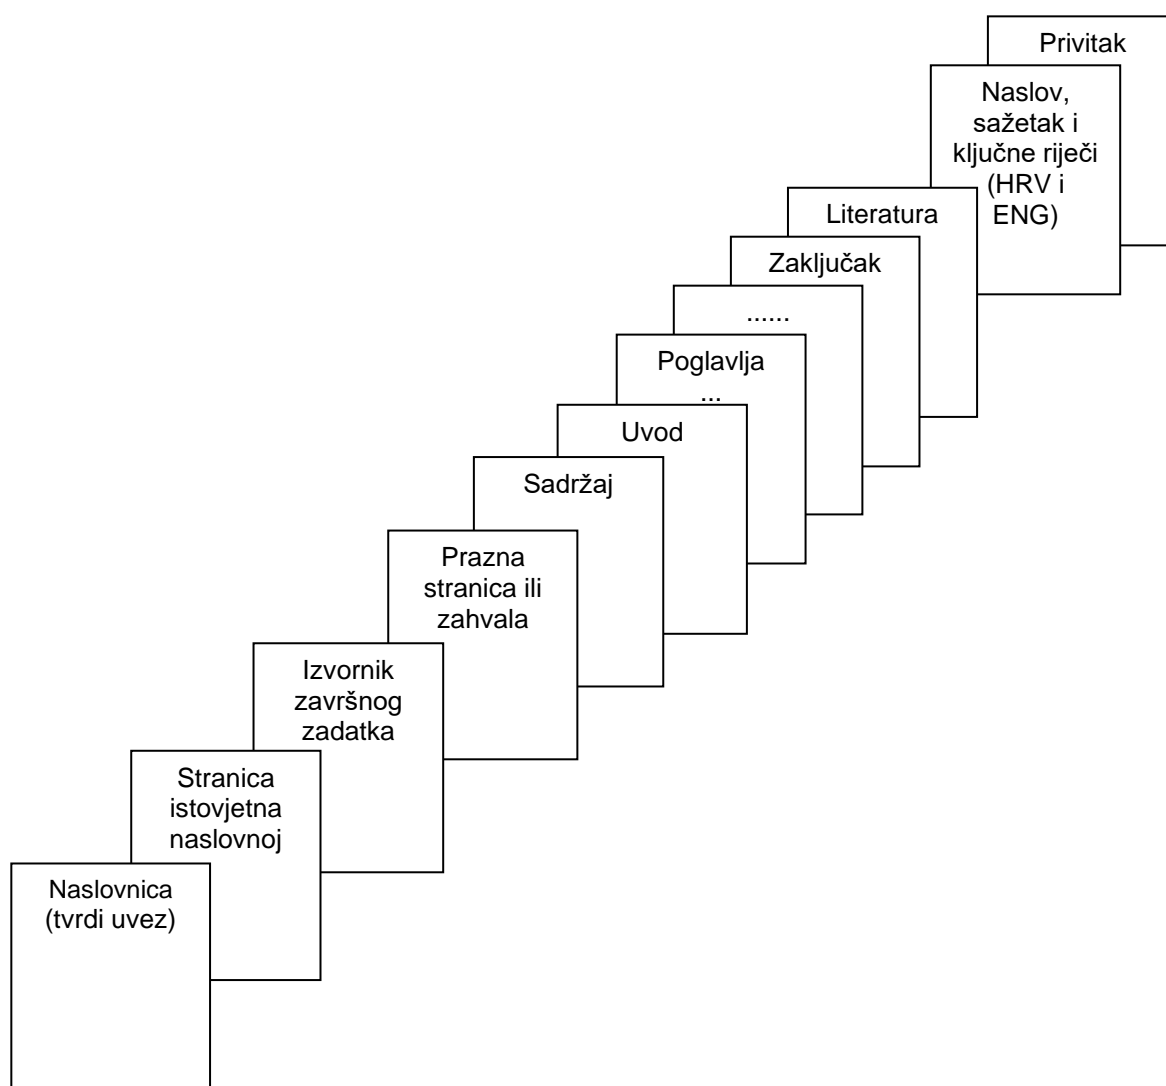 Privitak
Naslov,
sažetak i
ključne riječi
(HRV i
ENG)
Literatura
Zaključak
......
Poglavlja
...
Uvod
Sadržaj
Prazna
stranica ili
zahvala
Izvornik
završnog
zadatka
Stranica
istovjetna
naslovnoj
Naslovnica
(tvrdi uvez)